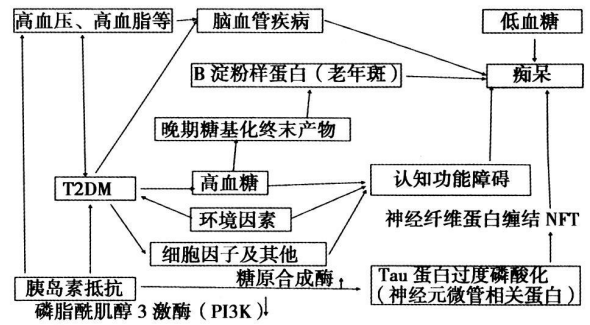 高血压、高血脂等
脑血管疾病
低血糖
B 淀粉样蛋白（老年斑）
痴呆
晚期糖基化终末产物
T2DM
高血糖
认知功能障碍
环境因素
神经纤维蛋白缠结 NFT
细胞因子及其他
胰岛素抵抗
糖原合成酶↑
Tau 蛋白过度磷酸化
（神经元微管相关蛋白）
磷脂酰肌醇 3 激酶（PI3K）↓